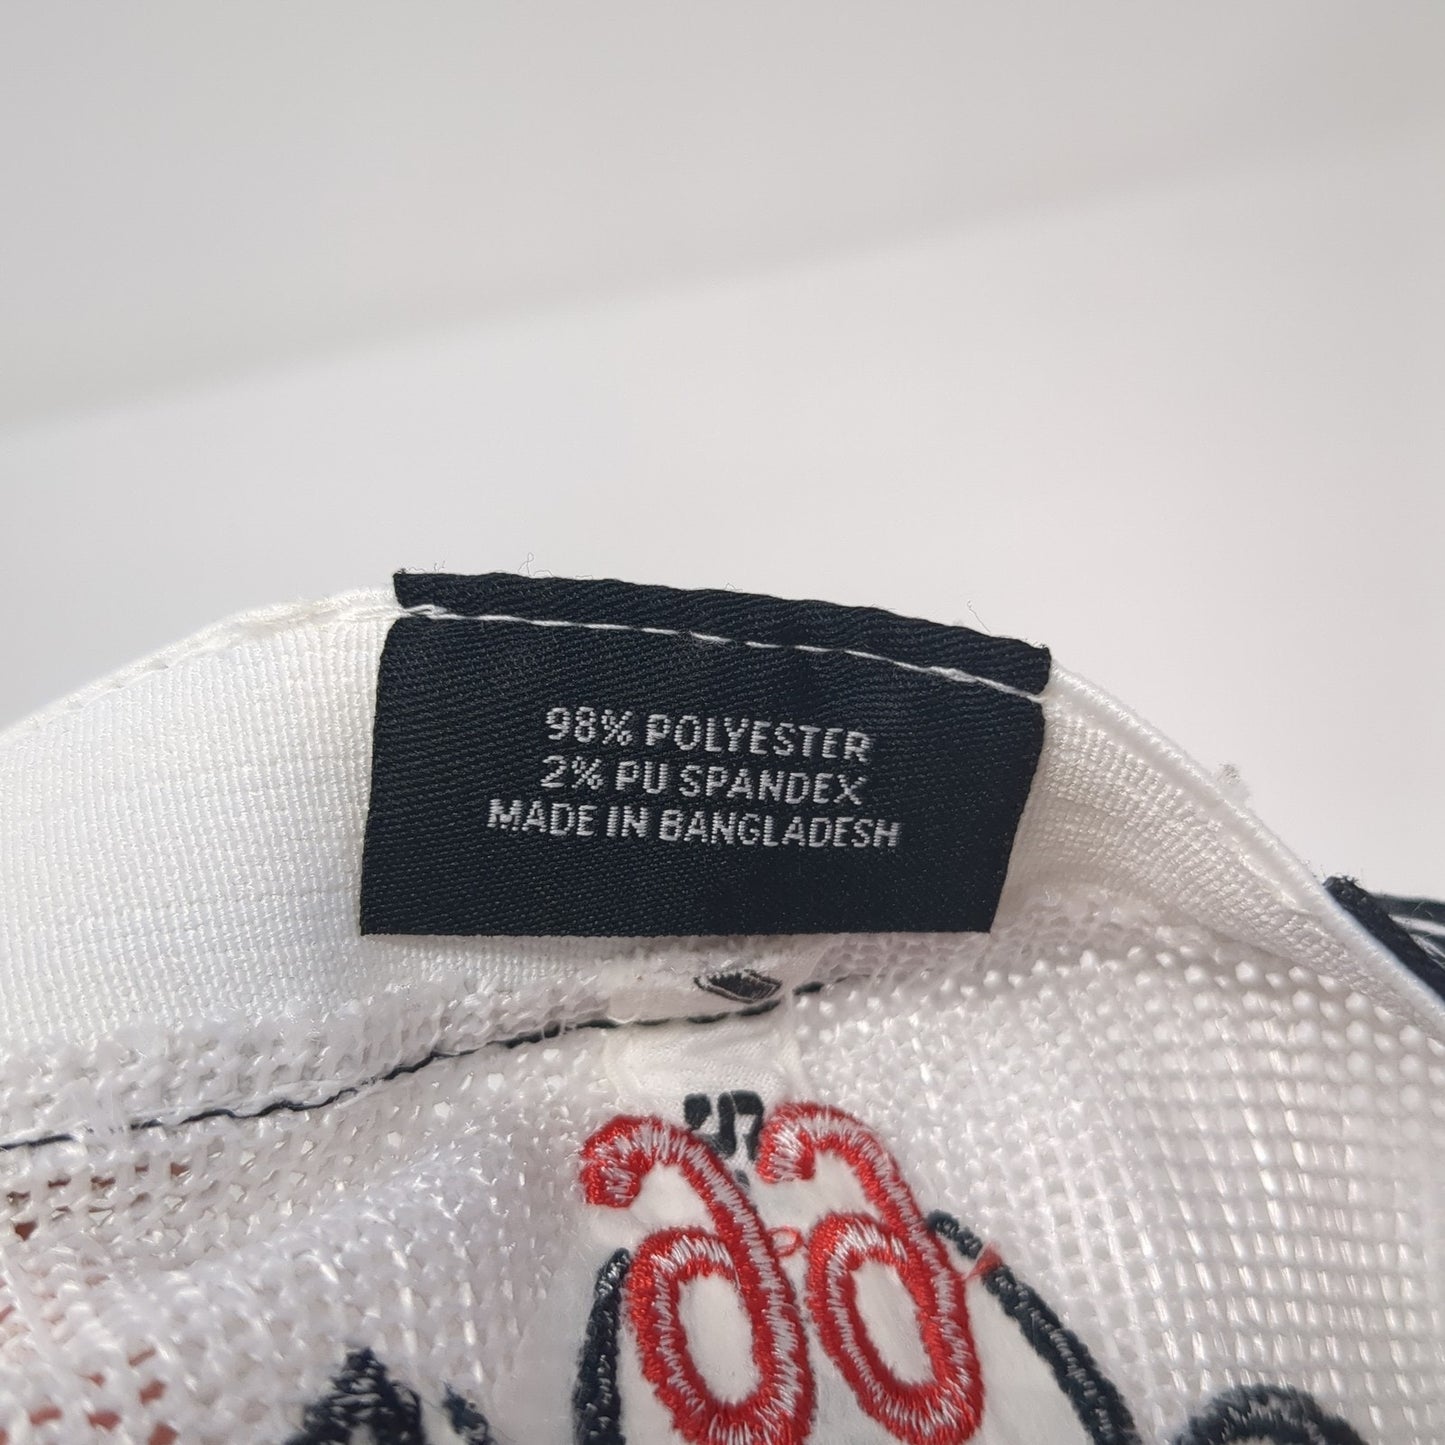 98% POLYESTER
2% PU SPANDEX
MADE IN BANGLADESH